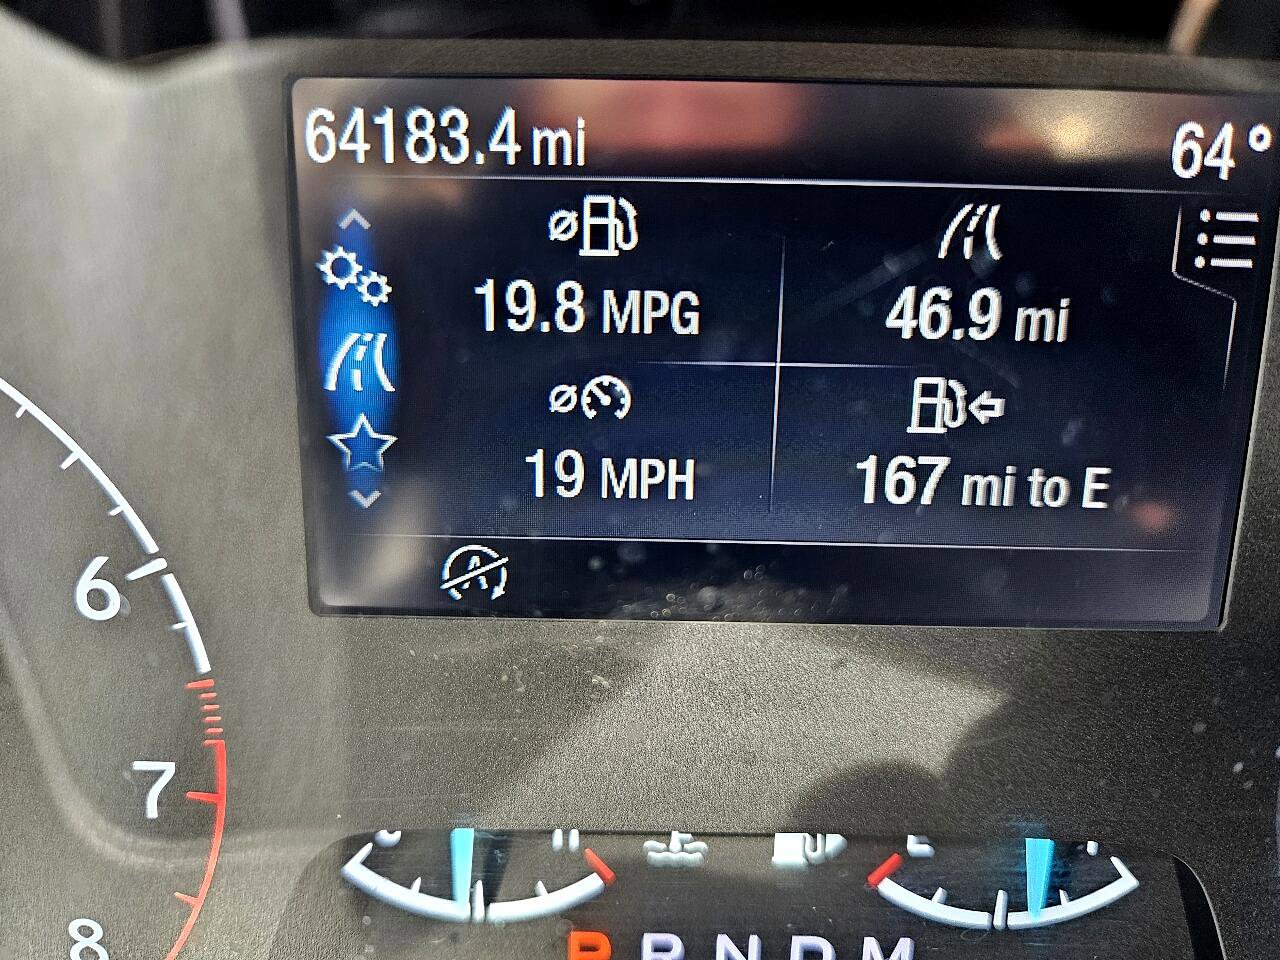 64183.4 mi 64°
19.8 MPG 46.9 mi
19 MPH 167 mi to E
A
6
7
8
P R N D M